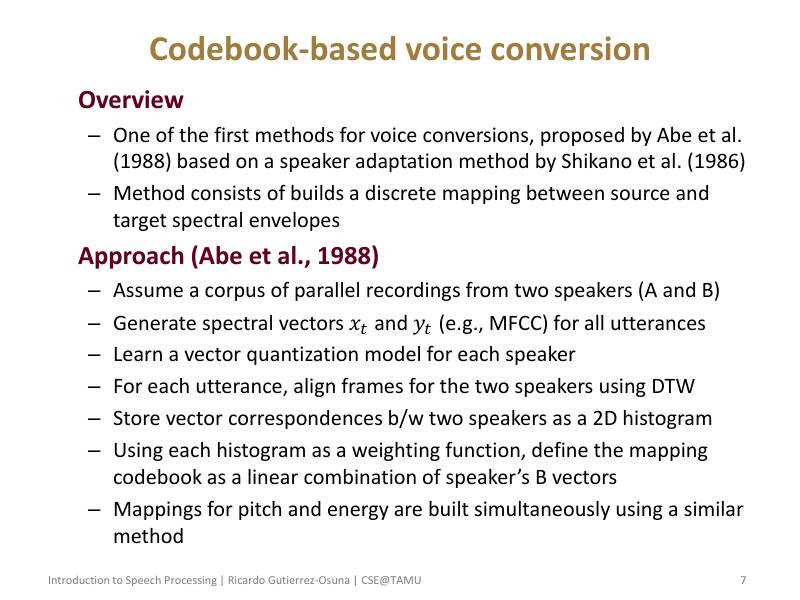 Codebook-based voice conversion
Overview
– One of the first methods for voice conversions, proposed by Abe et al.
(1988) based on a speaker adaptation method by Shikano et al. (1986)
– Method consists of builds a discrete mapping between source and
target spectral envelopes
Approach (Abe et al., 1988)
– Assume a corpus of parallel recordings from two speakers (A and B)
– Generate spectral vectors 𝑥𝑡 and 𝑦𝑡 (e.g., MFCC) for all utterances
– Learn a vector quantization model for each speaker
– For each utterance, align frames for the two speakers using DTW
– Store vector correspondences b/w two speakers as a 2D histogram
– Using each histogram as a weighting function, define the mapping
codebook as a linear combination of speaker’s B vectors
– Mappings for pitch and energy are built simultaneously using a similar
method
Introduction to Speech Processing | Ricardo Gutierrez-Osuna | CSE@TAMU 7